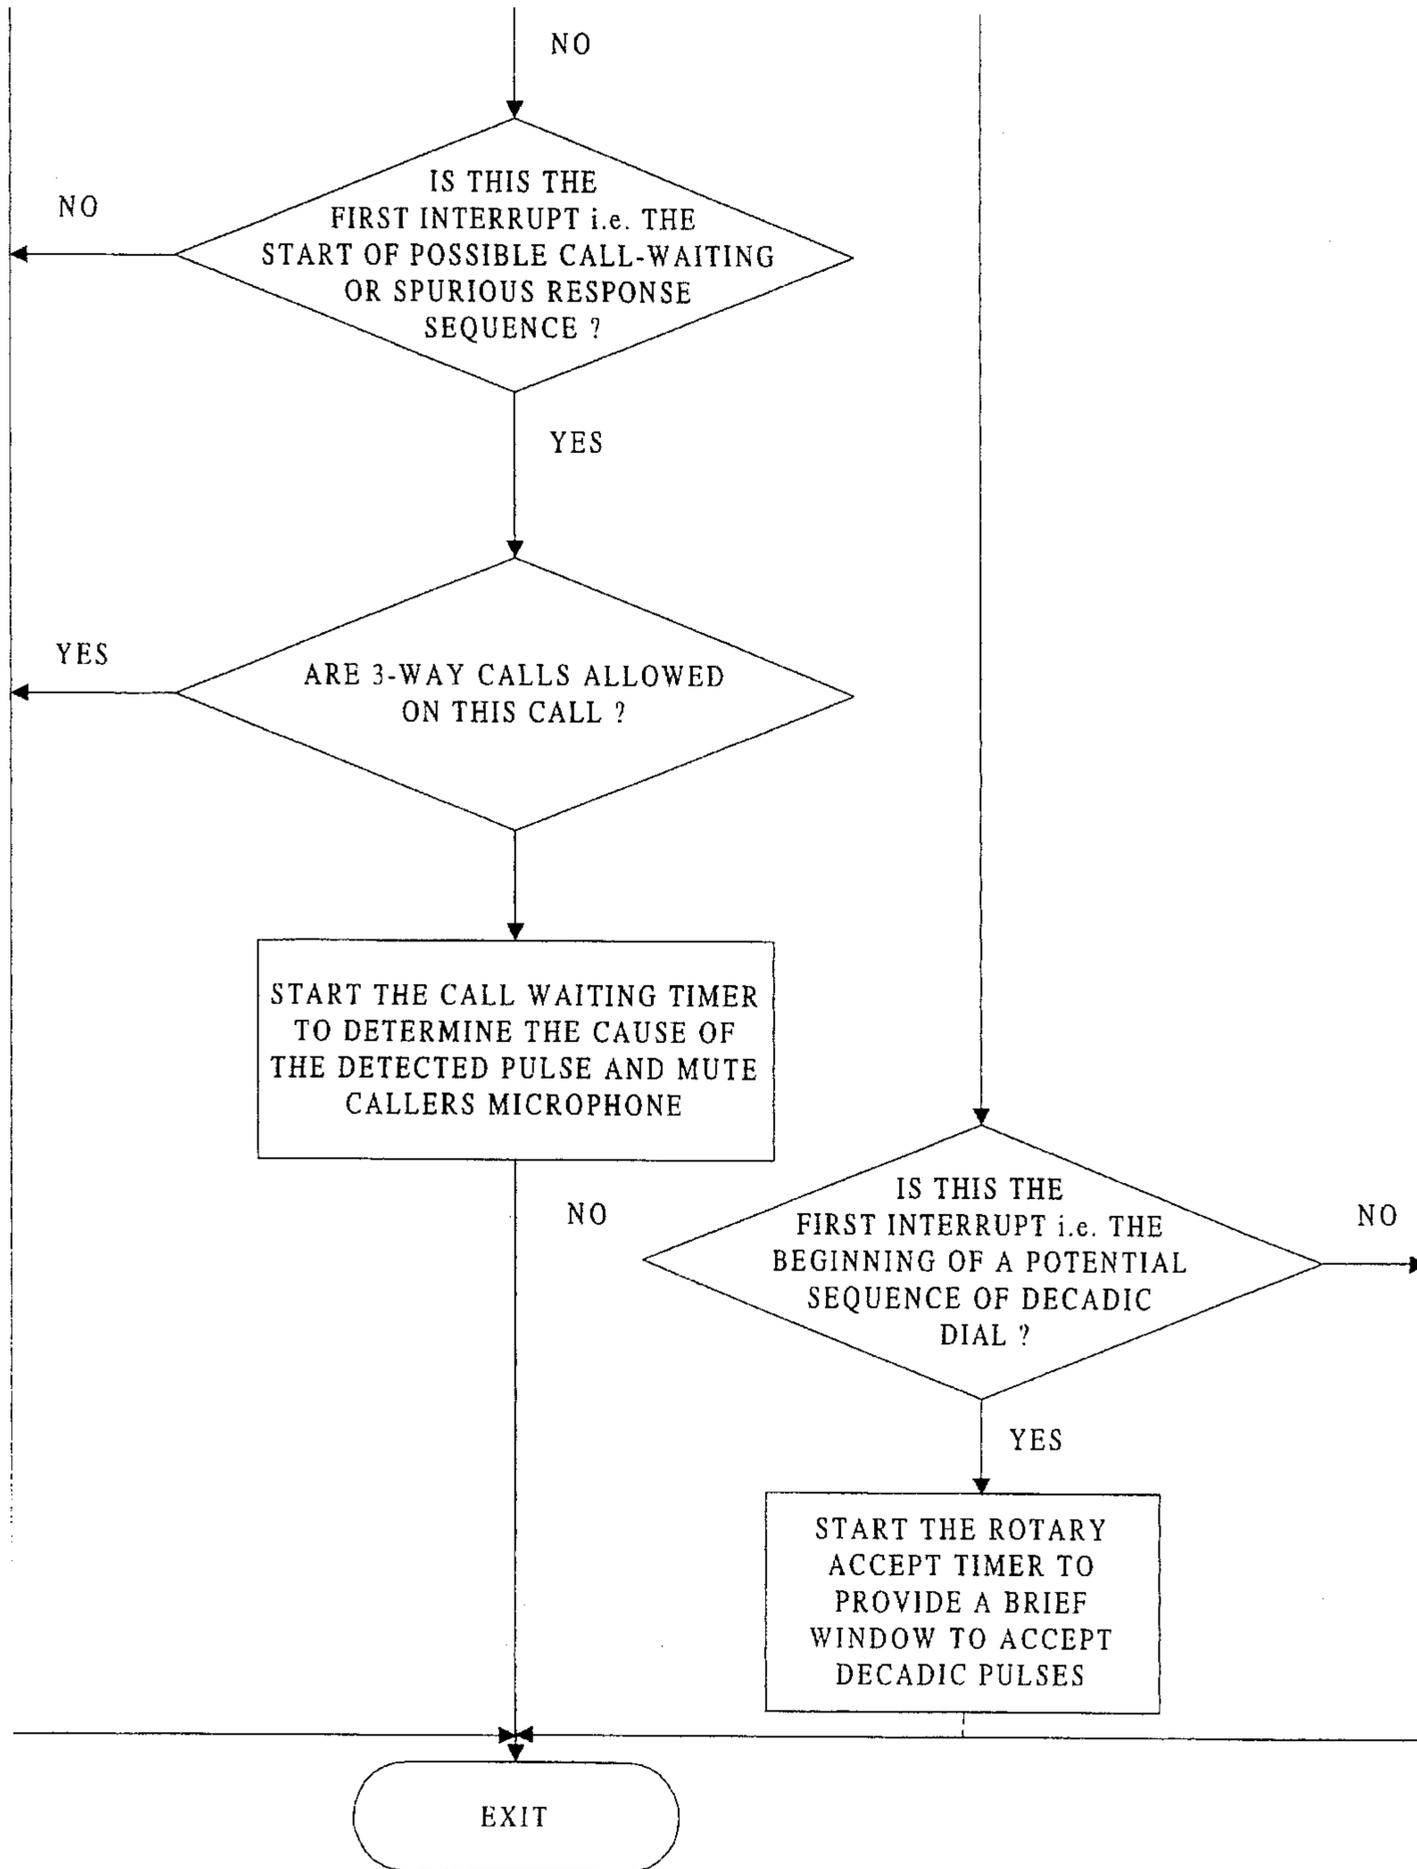 NO
IS THIS THE
FIRST INTERRUPT i.e. THE
START OF POSSIBLE CALL-WAITING
OR SPURIOUS RESPONSE
SEQUENCE ?
NO
YES
ARE 3-WAY CALLS ALLOWED
ON THIS CALL ?
YES
START THE CALL WAITING TIMER
TO DETERMINE THE CAUSE OF
THE DETECTED PULSE AND MUTE
CALLERS MICROPHONE
NO
IS THIS THE
FIRST INTERRUPT i.e. THE
BEGINNING OF A POTENTIAL
SEQUENCE OF DECADIC
DIAL ?
NO
YES
START THE ROTARY
ACCEPT TIMER TO
PROVIDE A BRIEF
WINDOW TO ACCEPT
DECADIC PULSES
EXIT